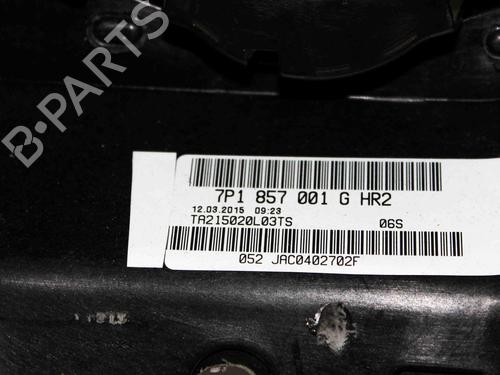 B-PARTS
7P1 857 001 G HR2
12.03.2015 09:23
TA215020L03TS 06S
052 JAC0402702F